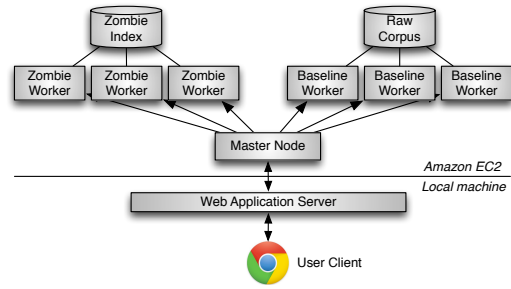 Zombie
Index
Raw
Corpus
Zombie
Worker
Zombie
Worker
Zombie
Worker
Baseline
Worker
Baseline
Worker
Baseline
Worker
Master Node
Amazon EC2
Local machine
Web Application Server
User Client